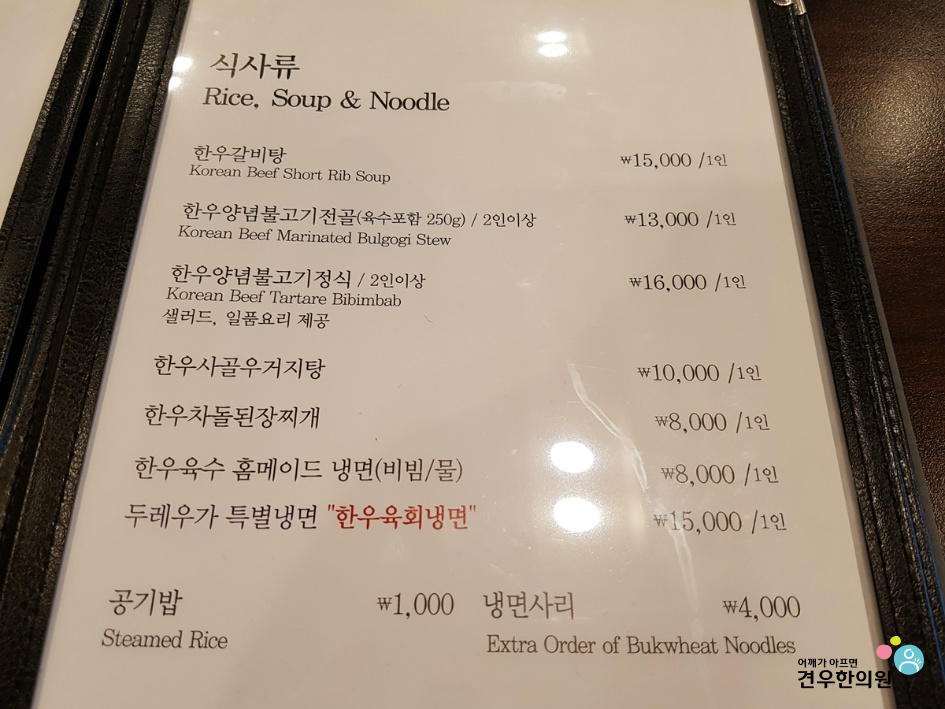 식사류
Rice, Soup & Noodle
한우갈비탕 ₩15,000 /1인
Korean Beef Short Rib Soup
한우양념불고기전골(육수포함 250g) / 2인이상 ₩13,000 /1인
Korean Beef Marinated Bulgogi Stew
한우양념불고기정식 / 2인이상 ₩16,000 /1인
Korean Beef Tartare Bibimbab
샐러드, 일품요리 제공
한우사골우거지탕 ₩10,000 /1인
한우차돌된장찌개 ₩8,000 /1인
한우육수 홈메이드 냉면(비빔/물) ₩8,000 /1인
두레우가 특별냉면 "한우육회냉면" ₩15,000 /1인
공기밥 ₩1,000 냉면사리 ₩4,000
Steamed Rice Extra Order of Bukwheat Noodles
어깨가 아프면
견우한의원